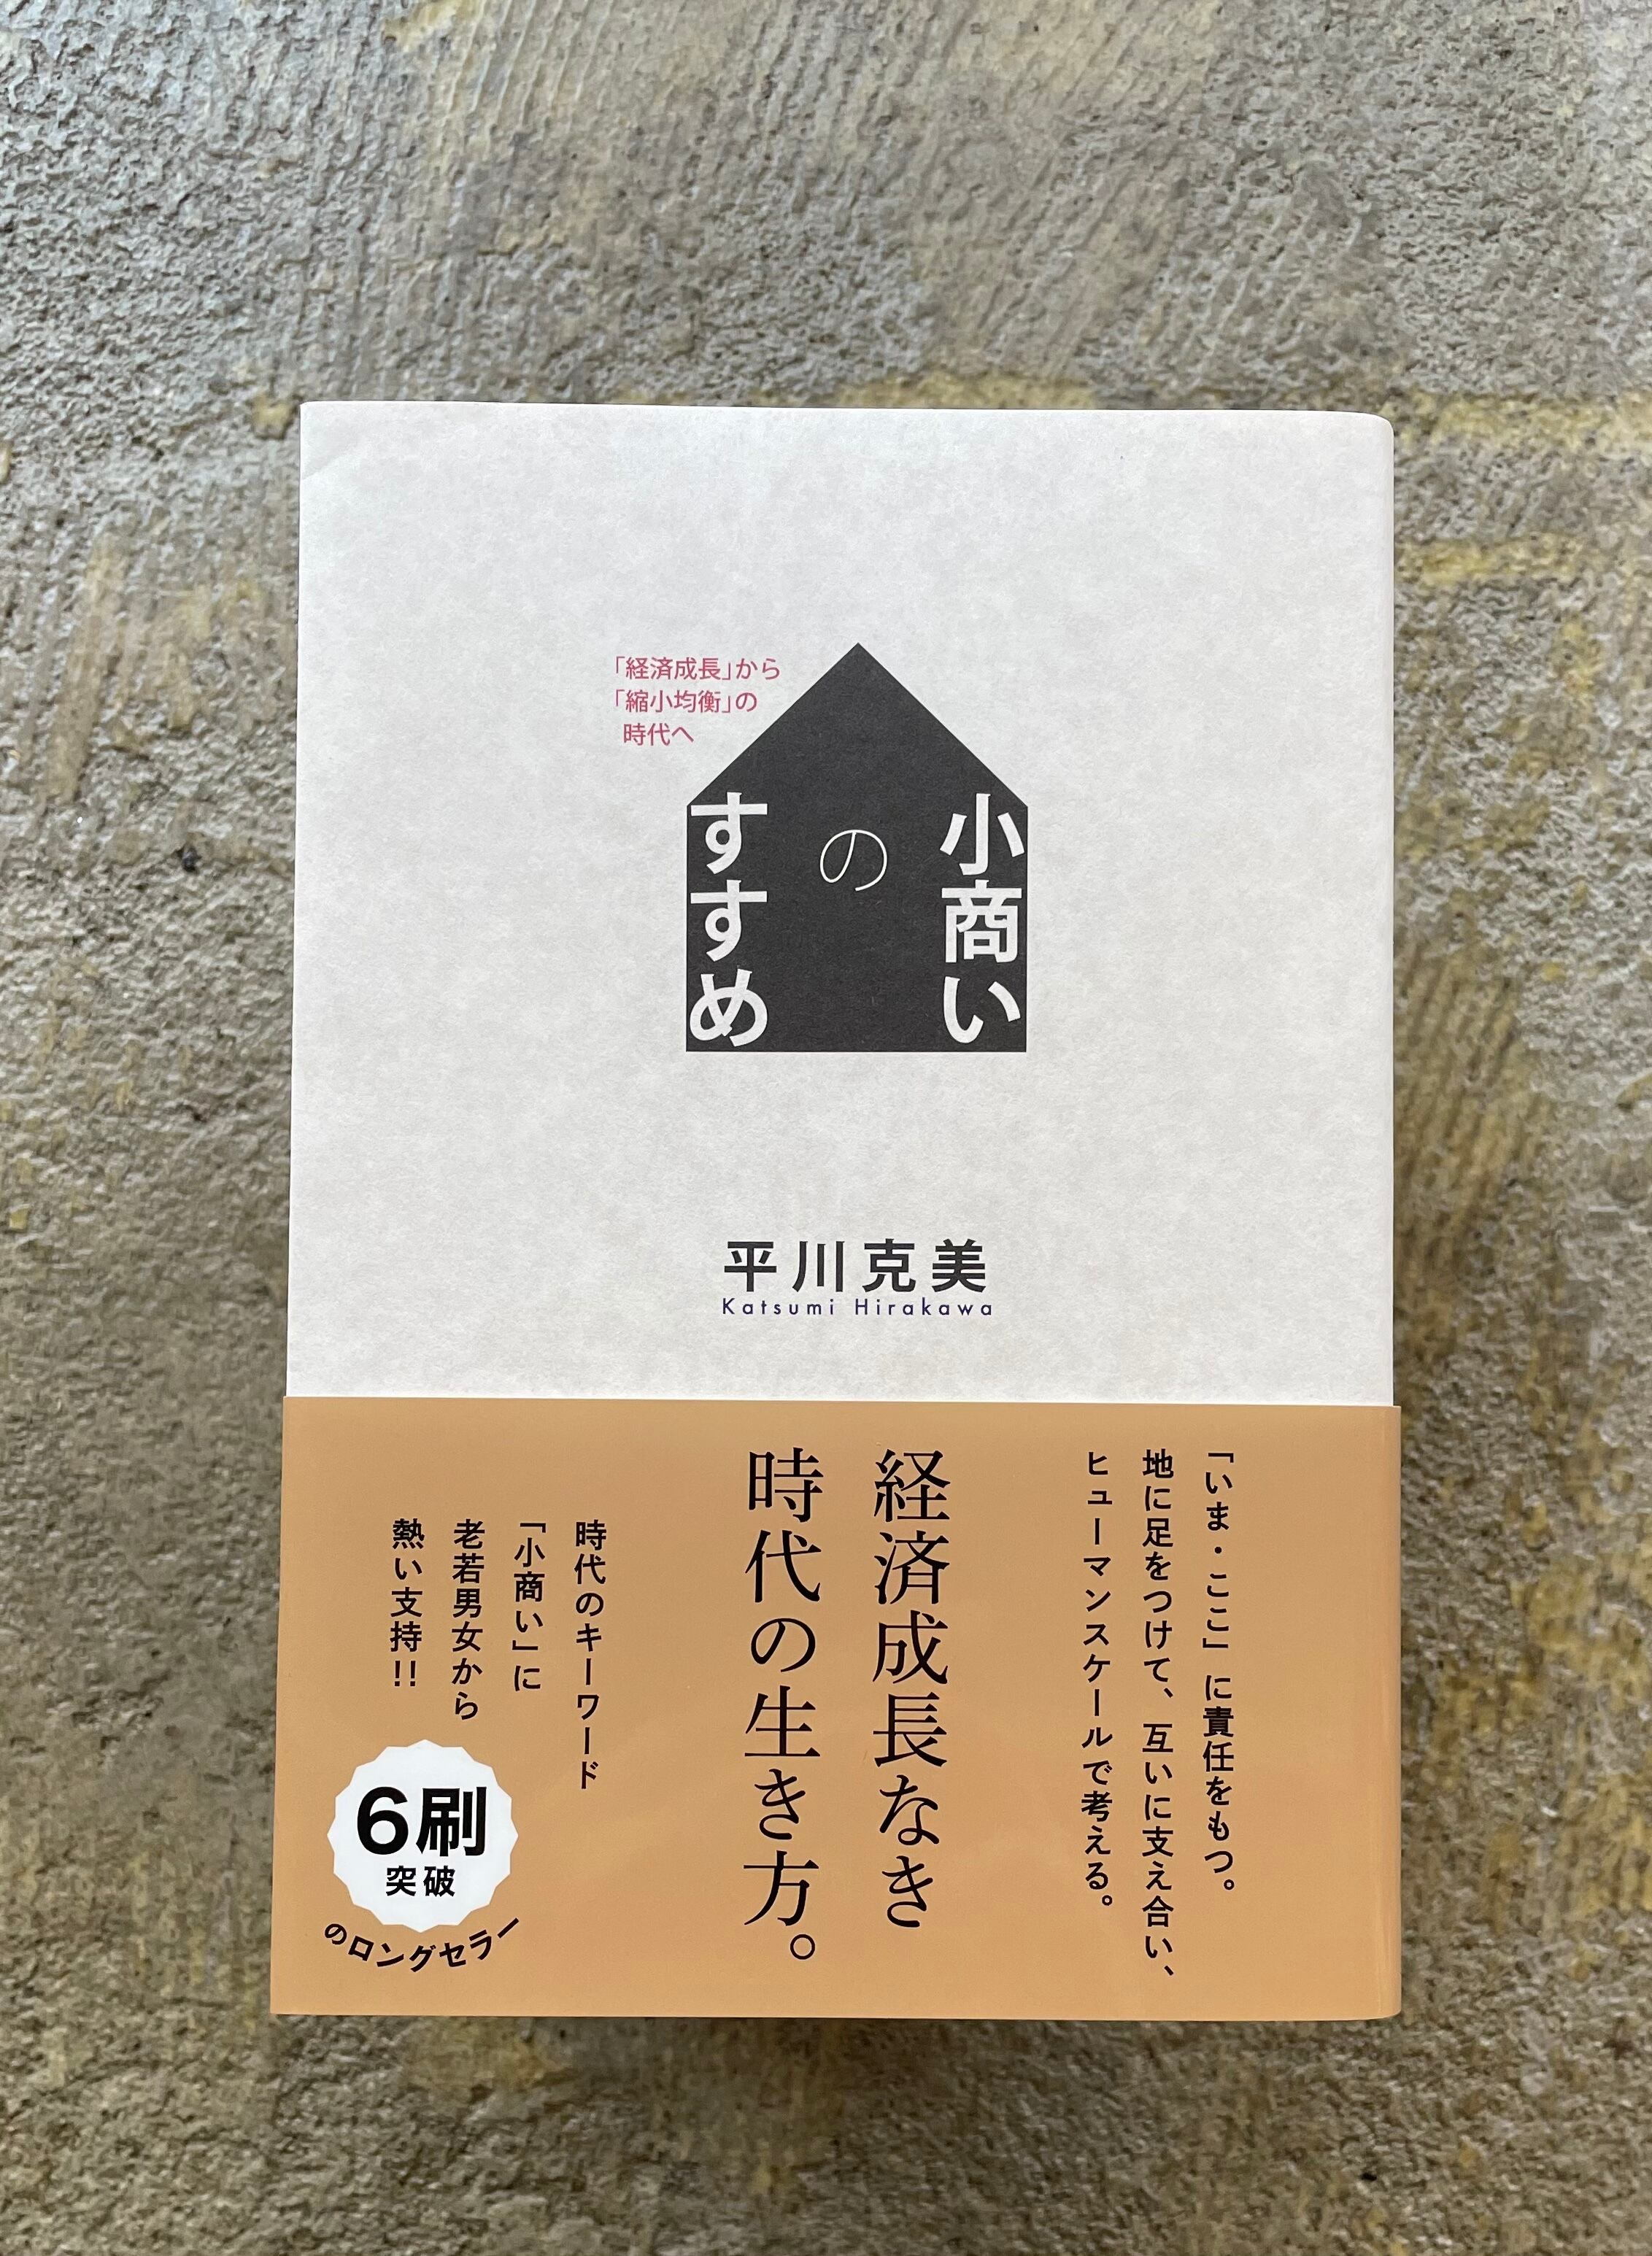 「経済成長」から
「縮小均衡」の
時代へ
小商い
の
すすめ
平川克美
Katsumi Hirakawa
「いま・ここ」に責任をもつ。
地に足をつけて、互いに支え合い、
ヒューマンスケールで考える。
経済成長なき
時代の生き方。
時代のキーワード
「小商い」に
老若男女から
熱い支持!!
6刷
突破
のロングセラー